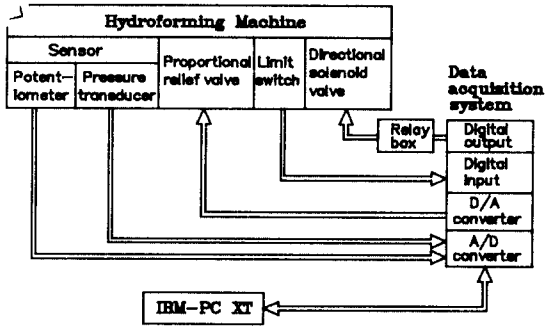 Hydroforming Machine
Sensor
Potent-
iometer
Pressure
transducer
Proportional
relief valve
Limit
switch
Directional
solenoid
valve
Data
acquisition
system
Relay
box
Digital
output
Digital
input
D/A
converter
A/D
converter
IBM-PC XT